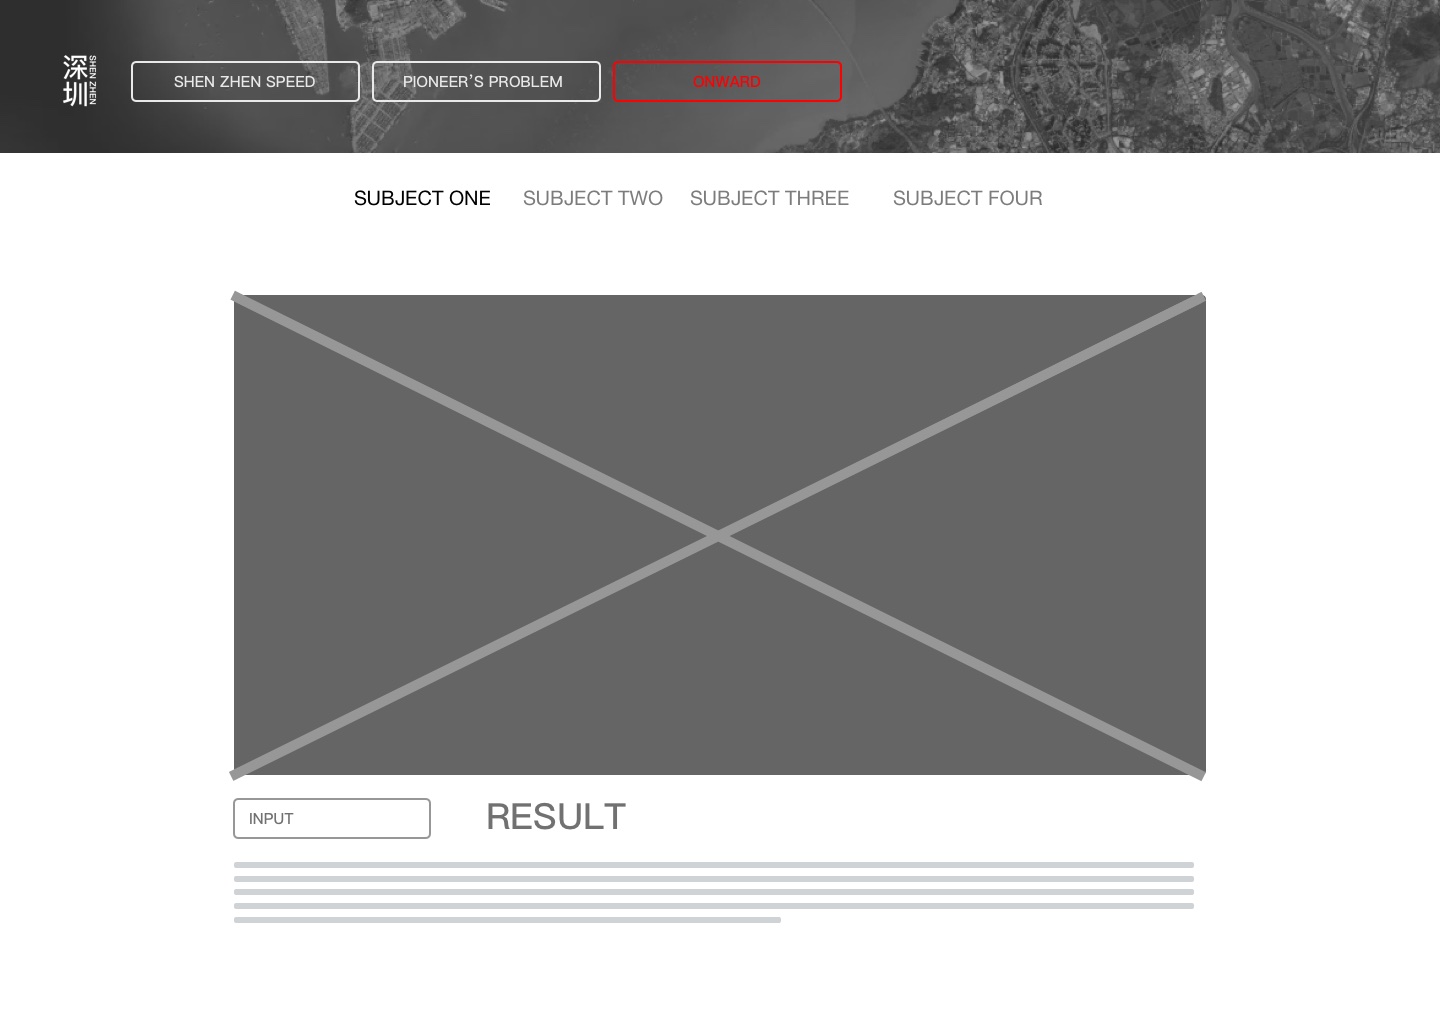 深圳
SHEN ZHEN
SHEN ZHEN SPEED
PIONEER’S PROBLEM
ONWARD
SUBJECT ONE
SUBJECT TWO
SUBJECT THREE
SUBJECT FOUR
INPUT
RESULT